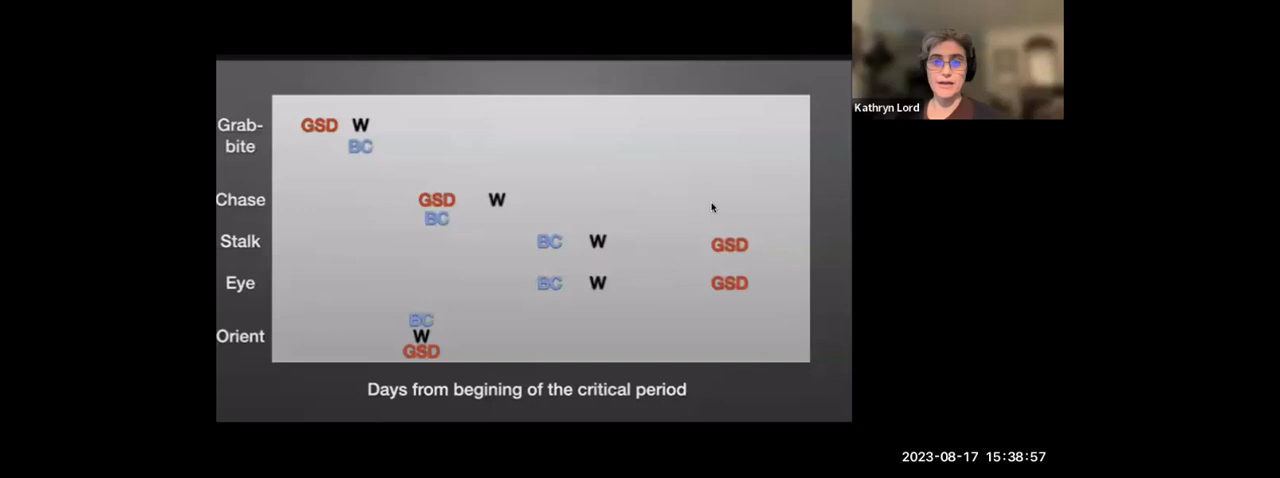 Grab-
bite
GSD W
BC
Chase
GSD W
BC
Stalk
BC W GSD
Eye
BC W GSD
Orient
BC
W
GSD
Days from begining of the critical period
Kathryn Lord
2023-08-17 15:38:57